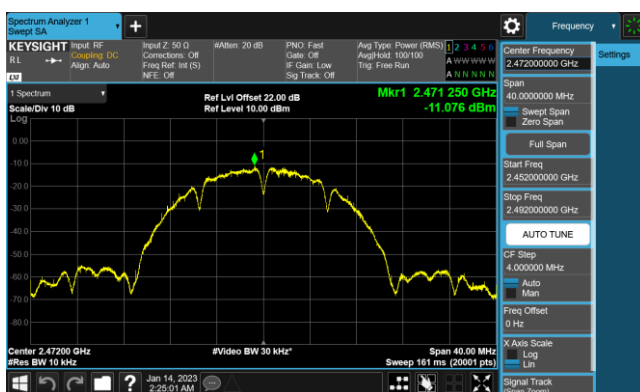 Spectrum Analyzer 1
Swept SA
Frequency
KEYSIGHT
Input: RF
Input Z: 50 Ω
#Atten: 20 dB
PNO: Fast
Avg Type: Power (RMS)
1 2 3 4 5 6
R L
Coupling: DC
Corrections: Off
Gate: Off
Avg|Hold: 100/100
A W W W W W
Align: Auto
Freq Ref: Int (S)
IF Gain: Low
Trig: Free Run
NFE: Off
Sig Track: Off
A N N N N N
LXI
Center Frequency
2.472000000 GHz
Settings
Span
40.0000000 MHz
Swept Span
Zero Span
Full Span
Start Freq
2.452000000 GHz
Stop Freq
2.492000000 GHz
AUTO TUNE
CF Step
4.000000 MHz
Auto
Man
Freq Offset
0 Hz
X Axis Scale
Log
Lin
Signal Track
(Span Zoom)
1 Spectrum
Ref Lvl Offset 22.00 dB
Mkr1 2.471 250 GHz
Scale/Div 10 dB
Ref Level 10.00 dBm
-11.076 dBm
Log
0.00
-10.0
-20.0
-30.0
-40.0
-50.0
-60.0
-70.0
-80.0
1
Center 2.47200 GHz
#Video BW 30 kHz*
Span 40.00 MHz
#Res BW 10 kHz
Sweep 161 ms (20001 pts)
?
Jan 14, 2023
2:25:01 AM